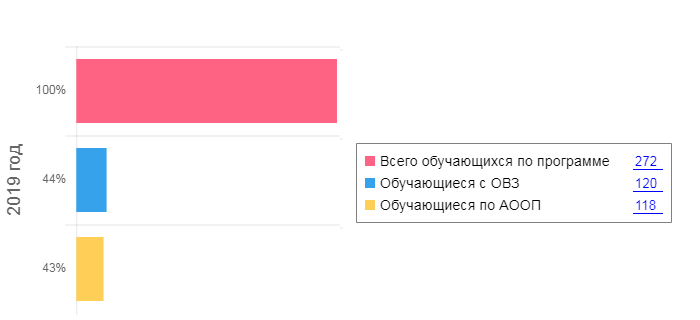 2019 год
100%
44%
43%
Всего обучающихся по программе 272
Обучающиеся с ОВЗ 120
Обучающиеся по АООП 118